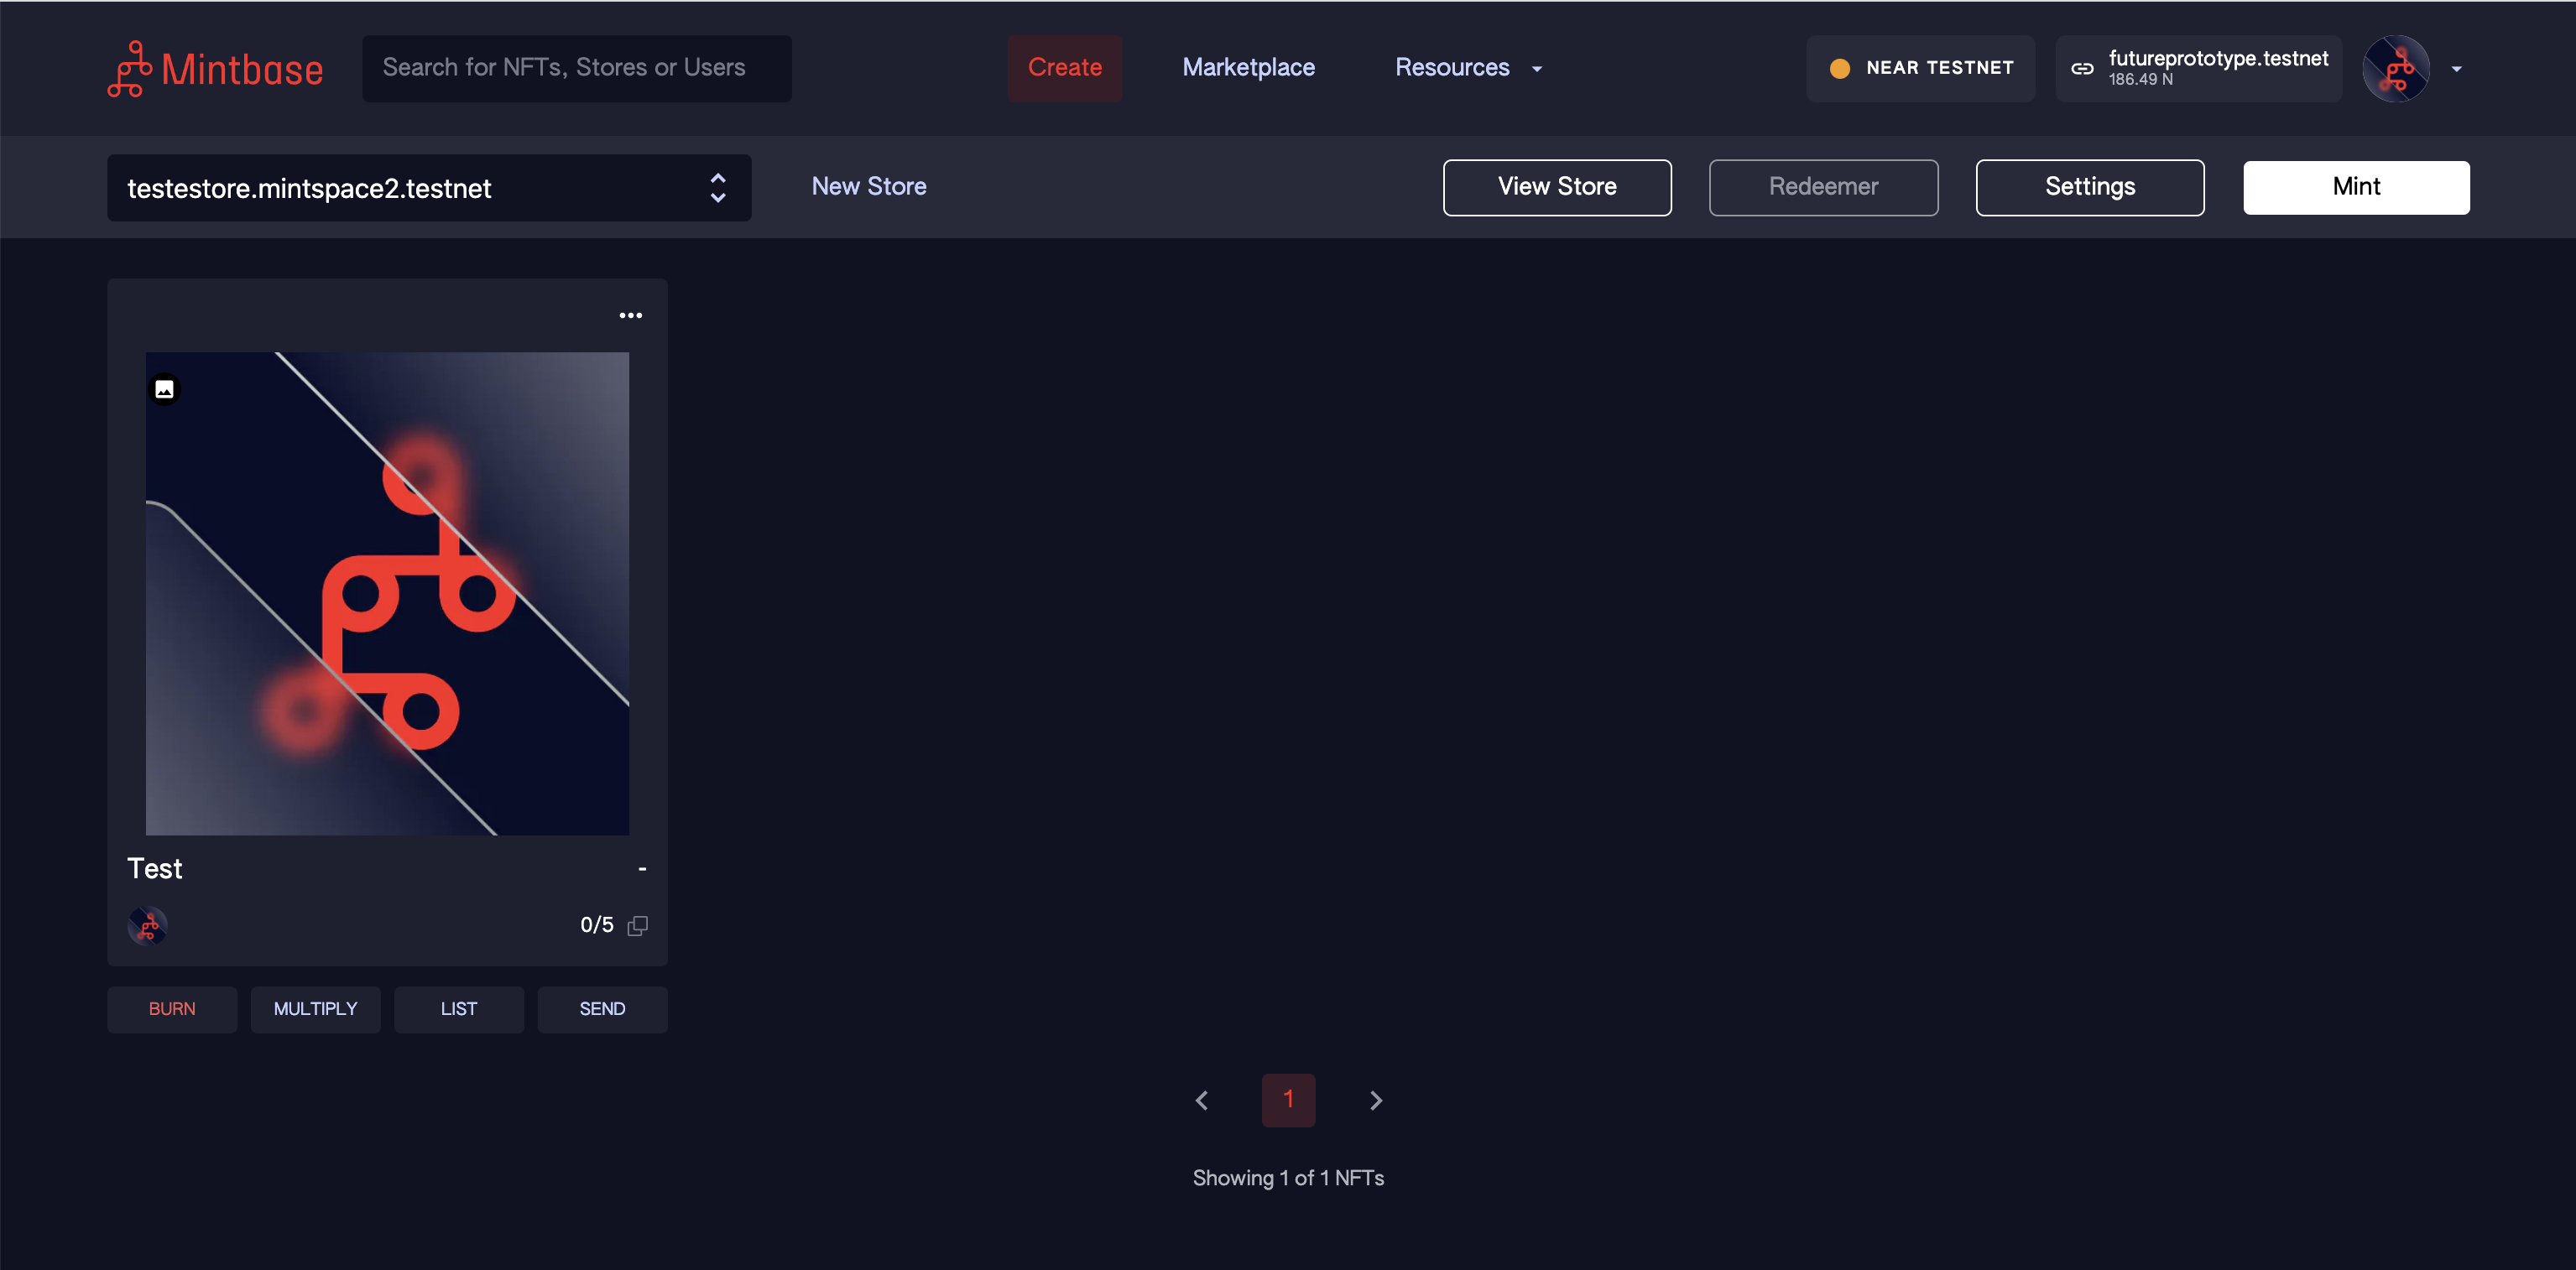 Mintbase
Search for NFTs, Stores or Users
Create
Marketplace
Resources
NEAR TESTNET
futureprototype.testnet
186.49 N
testestore.mintspace2.testnet
New Store
View Store
Redeemer
Settings
Mint
Test
-
0/5
BURN
MULTIPLY
LIST
SEND
1
Showing 1 of 1 NFTs